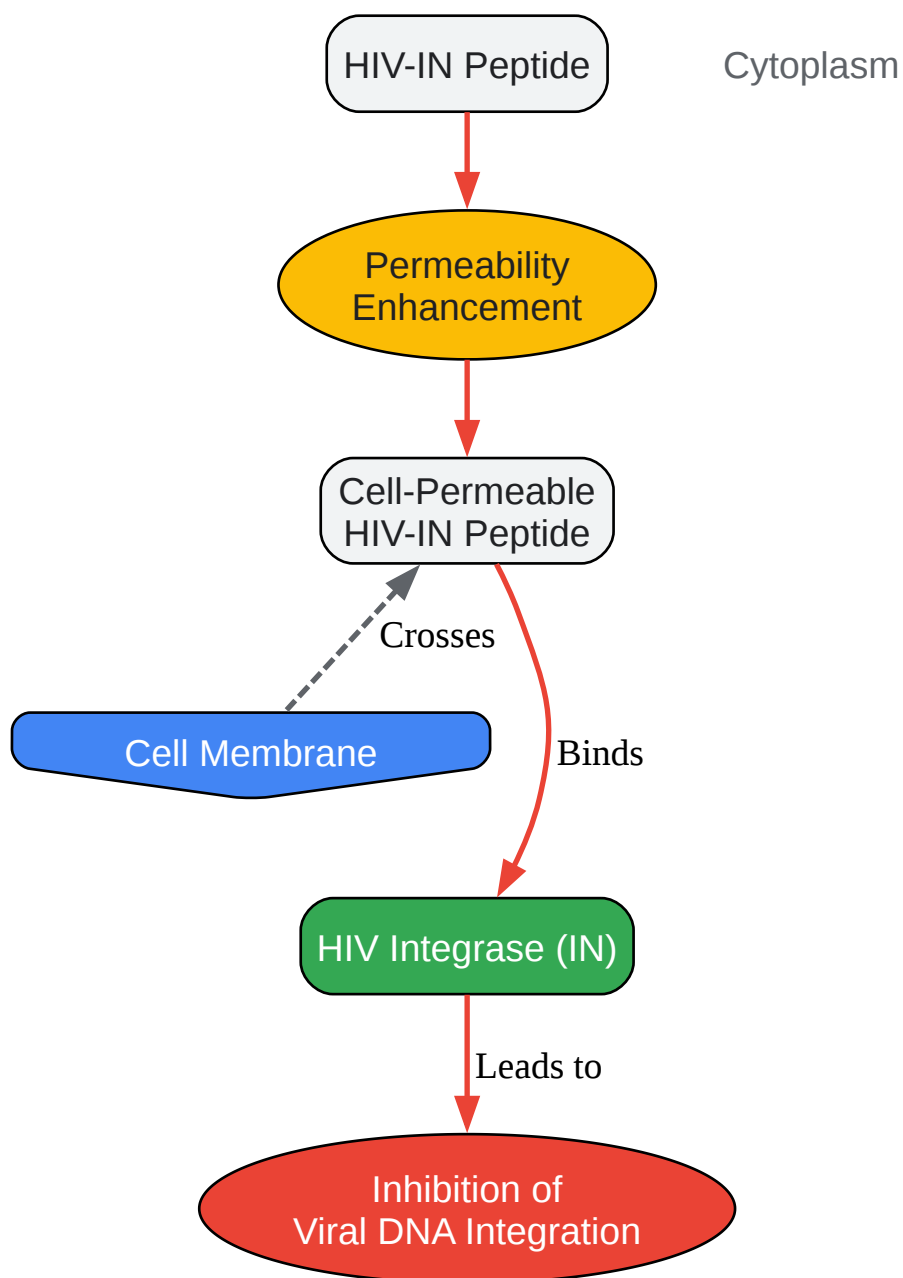 HIV-IN Peptide
Cytoplasm
Permeability
Enhancement
Cell-Permeable
HIV-IN Peptide
Crosses
Cell Membrane
Binds
HIV Integrase (IN)
Leads to
Inhibition of
Viral DNA Integration